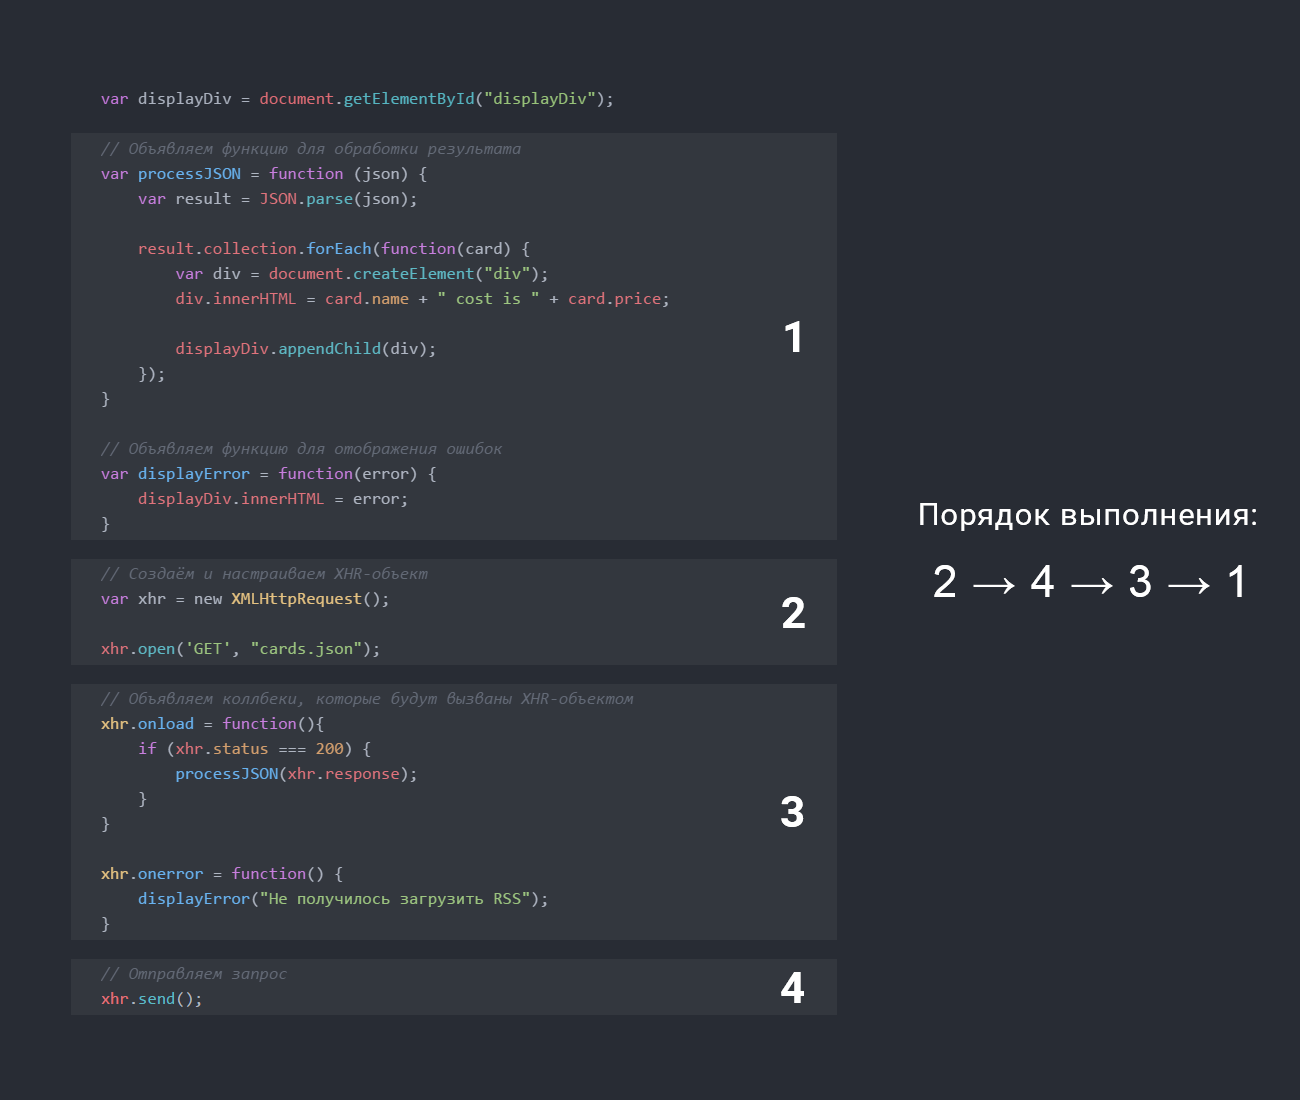 var displayDiv = document.getElementById("displayDiv");
// Объявляем функцию для обработки результата
var processJSON = function (json) {
var result = JSON.parse(json);
result.collection.forEach(function(card) {
var div = document.createElement("div");
div.innerHTML = card.name + " cost is " + card.price;
displayDiv.appendChild(div);
});
}
// Объявляем функцию для отображения ошибок
var displayError = function(error) {
displayDiv.innerHTML = error;
}
1
// Создаём и настраиваем XHR-объект
var xhr = new XMLHttpRequest();
xhr.open('GET', "cards.json");
2
// Объявляем коллбеки, которые будут вызваны XHR-объектом
xhr.onload = function(){
if (xhr.status === 200) {
processJSON(xhr.response);
}
}
xhr.onerror = function() {
displayError("Не получилось загрузить RSS");
}
3
// Отправляем запрос
xhr.send();
4
Порядок выполнения:
2 → 4 → 3 → 1